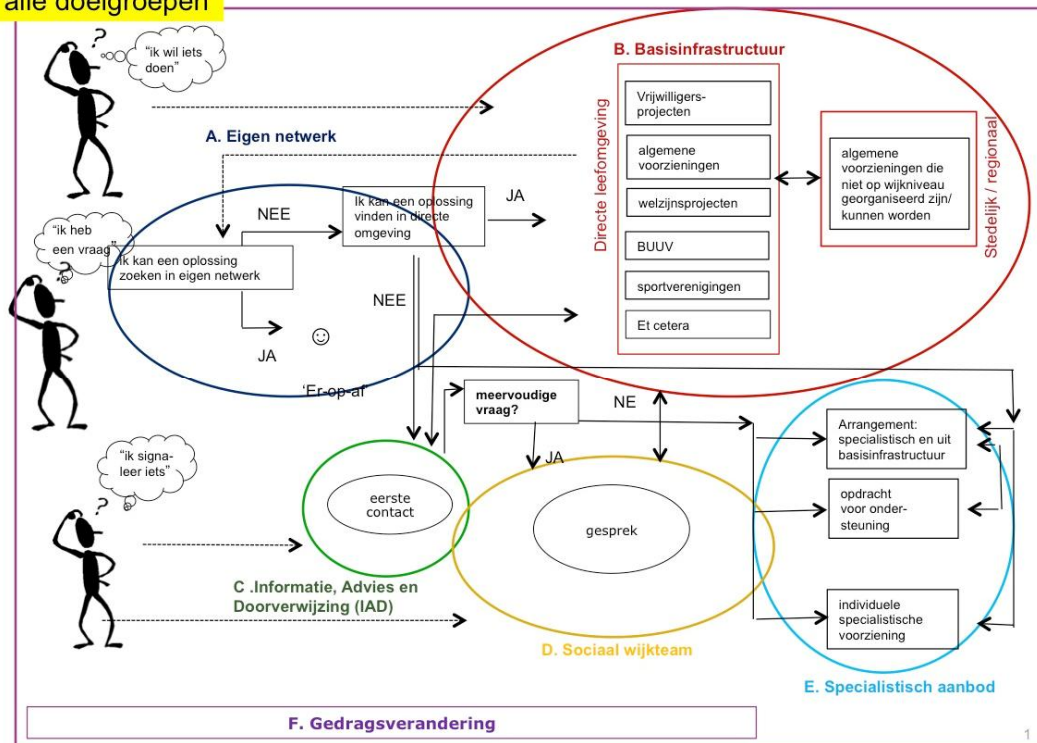 alle doelgroepen
?
"ik wil iets
doen"
B. Basisinfrastructuur
Directe leefomgeving
Vrijwilligers-
projecten
algemene
voorzieningen
welzijnsprojecten
BUUV
sportverenigingen
Et cetera
algemene
voorzieningen die
niet op wijkniveau
georganiseerd zijn/
kunnen worden
Stedelijk / regionaal
A. Eigen netwerk
NEE
Ik kan een oplossing
vinden in directe
omgeving
JA
"ik heb
een vraag"
?
Ik kan een oplossing
zoeken in eigen netwerk
NEE
JA
'Er-op-af'
meervoudige
vraag?
NE
JA
"ik signa-
leer iets"
?
eerste
contact
gesprek
Arrangement:
specialistisch en uit
basisinfrastructuur
opdracht
voor onder-
steuning
individuele
specialistische
voorziening
C .Informatie, Advies en
Doorverwijzing (IAD)
D. Sociaal wijkteam
E. Specialistisch aanbod
F. Gedragsverandering
1